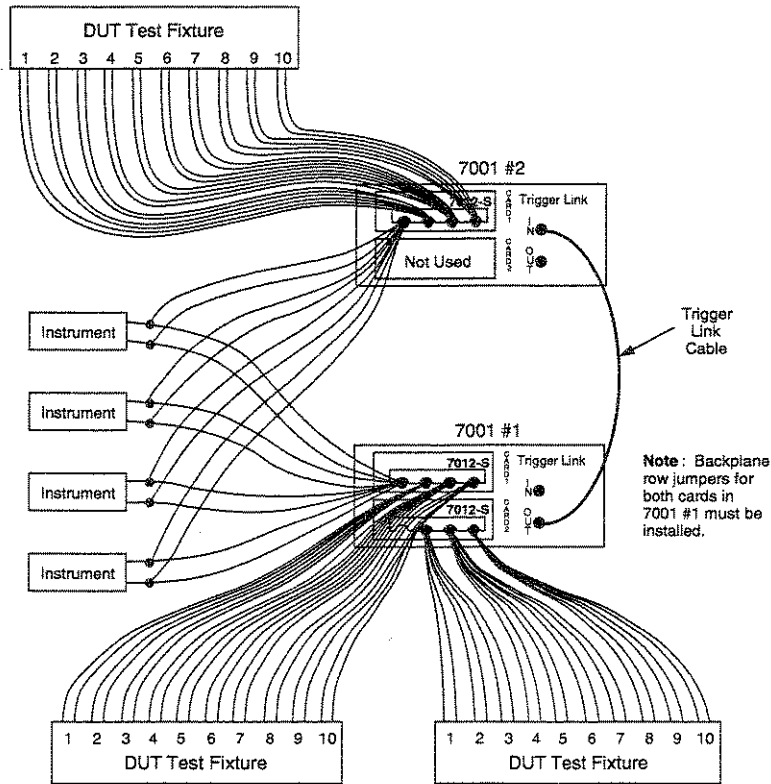 DUT Test Fixture
1 2 3 4 5 6 7 8 9 10
7001 #2
7012-S
CARD 1
Trigger Link
IN
Not Used
CARD 2
OUT
Instrument
Instrument
Instrument
Instrument
Trigger
Link
Cable
7001 #1
7012-S
CARD 1
Trigger Link
IN
7012-S
CARD 2
OUT
Note : Backplane
row jumpers for
both cards in
7001 #1 must be
installed.
1 2 3 4 5 6 7 8 9 10
DUT Test Fixture
1 2 3 4 5 6 7 8 9 10
DUT Test Fixture